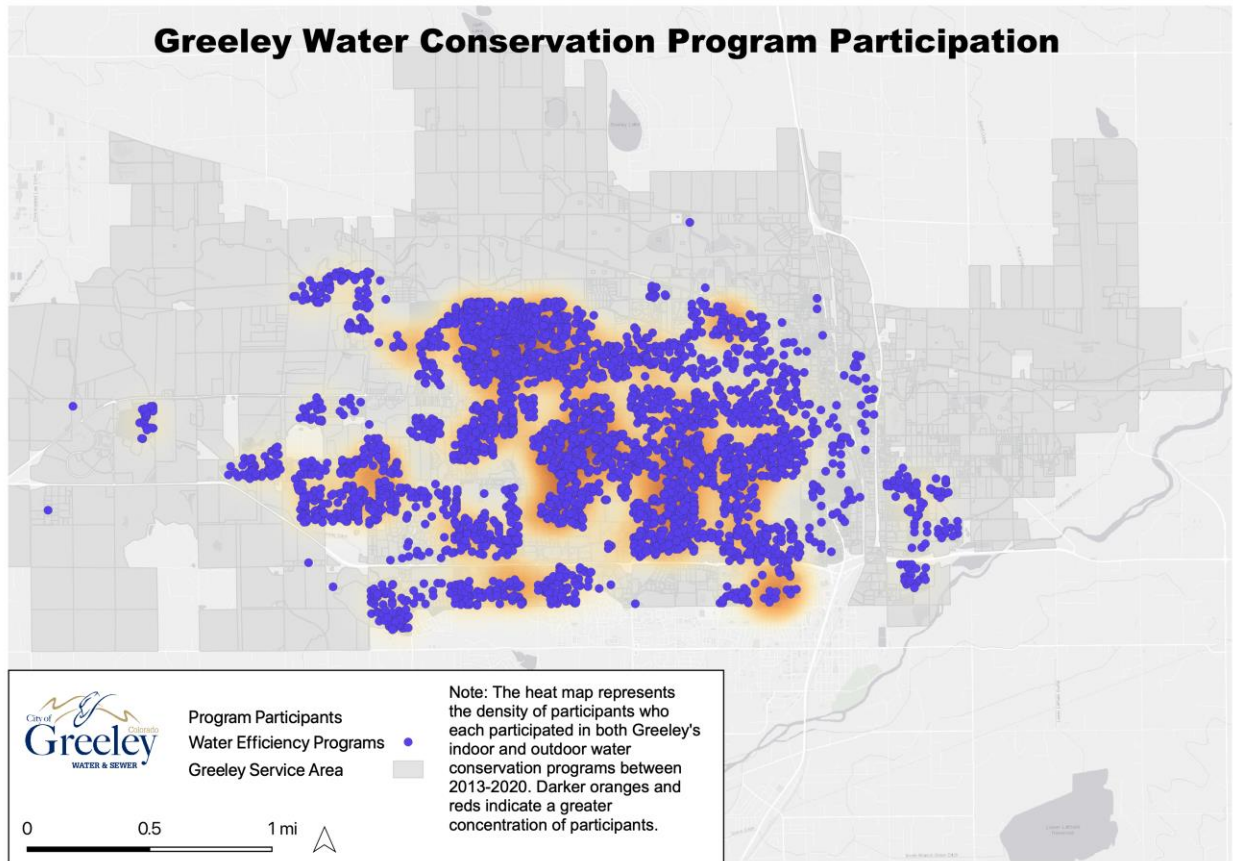 Greeley Water Conservation Program Participation
City of
Colorado
Greeley
WATER & SEWER
Program Participants
Water Efficiency Programs
Greeley Service Area
0 0.5 1 mi
Note: The heat map represents
the density of participants who
each participated in both Greeley's
indoor and outdoor water
conservation programs between
2013-2020. Darker oranges and
reds indicate a greater
concentration of participants.